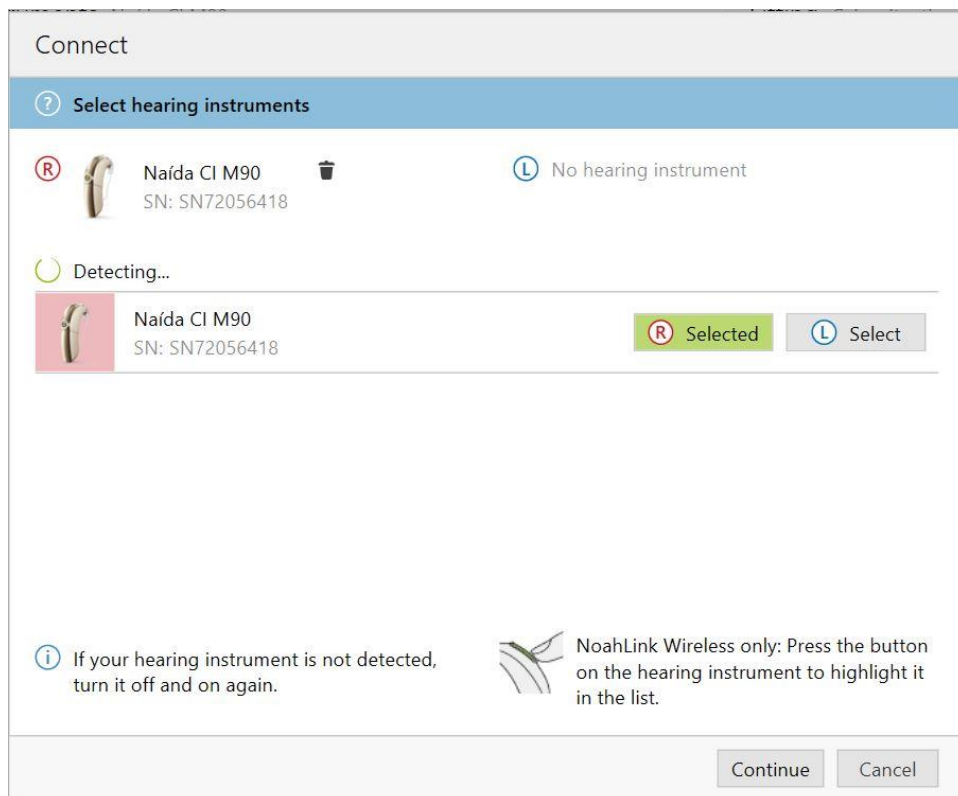 Connect
? Select hearing instruments
R Naída CI M90
SN: SN72056418
L No hearing instrument
Detecting...
Naída CI M90
SN: SN72056418
R Selected
L Select
i If your hearing instrument is not detected,
turn it off and on again.
NoahLink Wireless only: Press the button
on the hearing instrument to highlight it
in the list.
Continue
Cancel